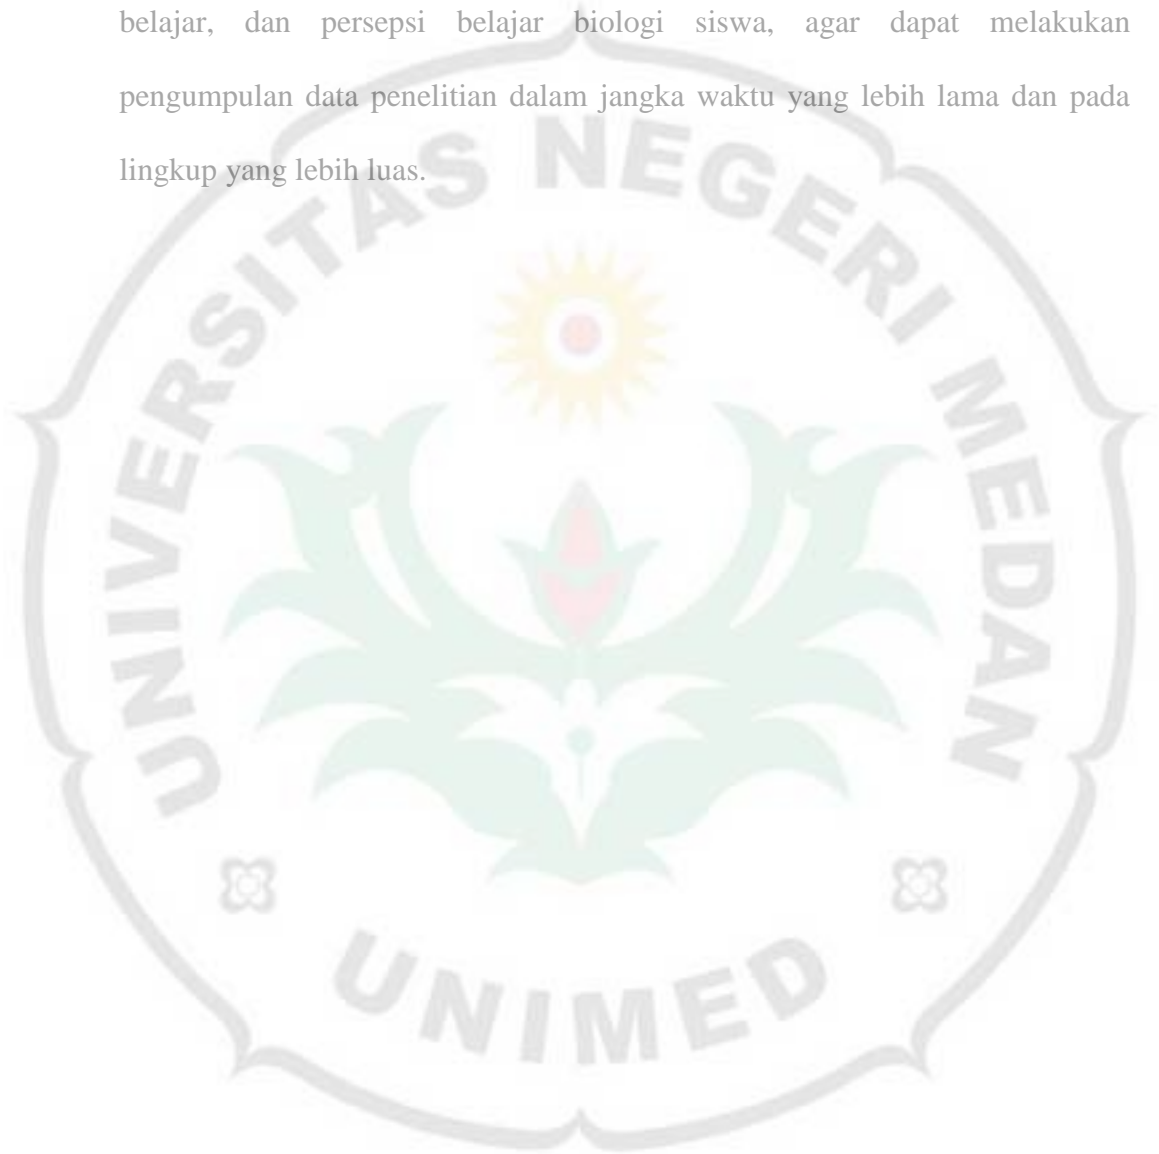 belajar, dan persepsi belajar biologi siswa, agar dapat melakukan
pengumpulan data penelitian dalam jangka waktu yang lebih lama dan pada
lingkup yang lebih luas.
UNIVERSITAS NEGERI MEDAN
UNIMED